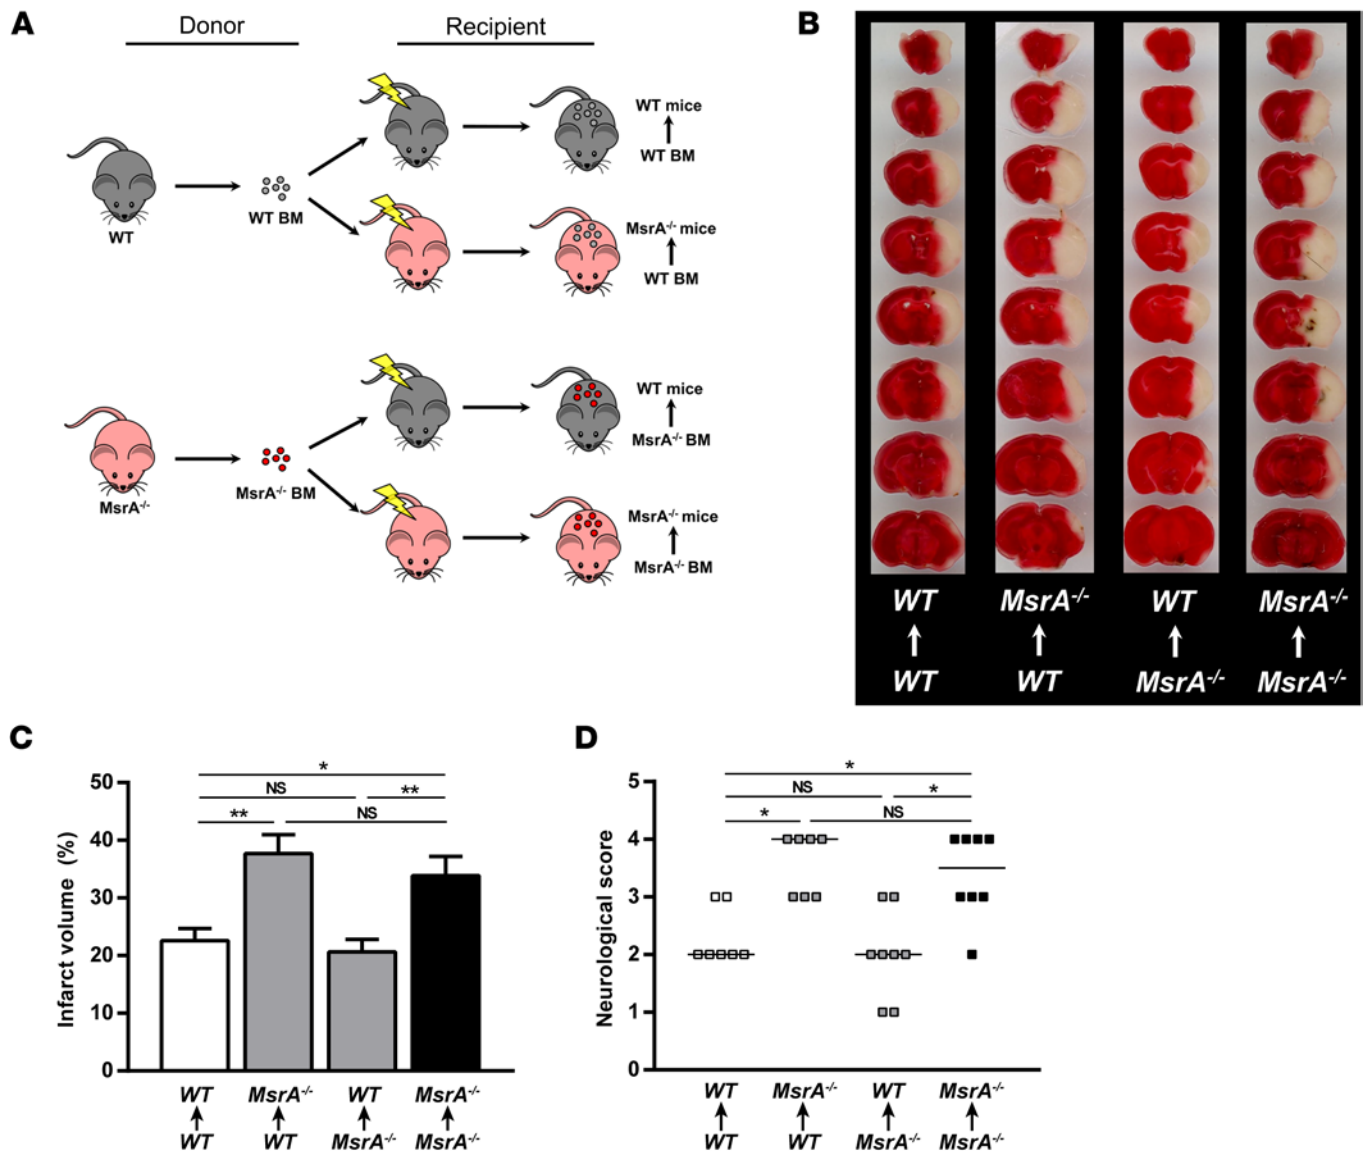 A
Donor
Recipient
WT
WT BM
WT mice
WT BM
MsrA-/- mice
WT BM
MsrA-/-
MsrA-/- BM
WT mice
MsrA-/- BM
MsrA-/- mice
MsrA-/- BM
B
WT MsrA-/- WT MsrA-/-
WT WT MsrA-/- MsrA-/-
C
Infarct volume (%)
50
40
30
20
10
0
*
NS **
** NS
WT MsrA-/- WT MsrA-/-
WT WT MsrA-/- MsrA-/-
D
Neurological score
5
4
3
2
1
0
*
NS *
* NS
WT MsrA-/- WT MsrA-/-
WT WT MsrA-/- MsrA-/-